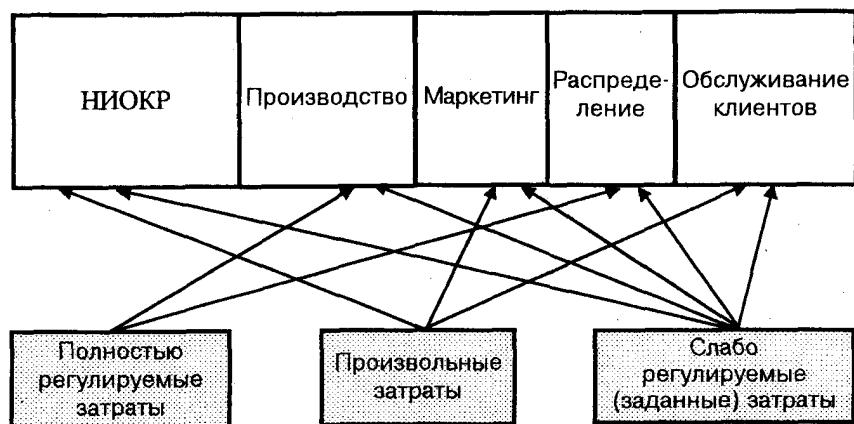 НИОКР
Производство
Маркетинг
Распреде-
ление
Обслуживание
клиентов
Полностью
регулируемые
затраты
Произвольные
затраты
Слабо
регулируемые
(заданные) затраты